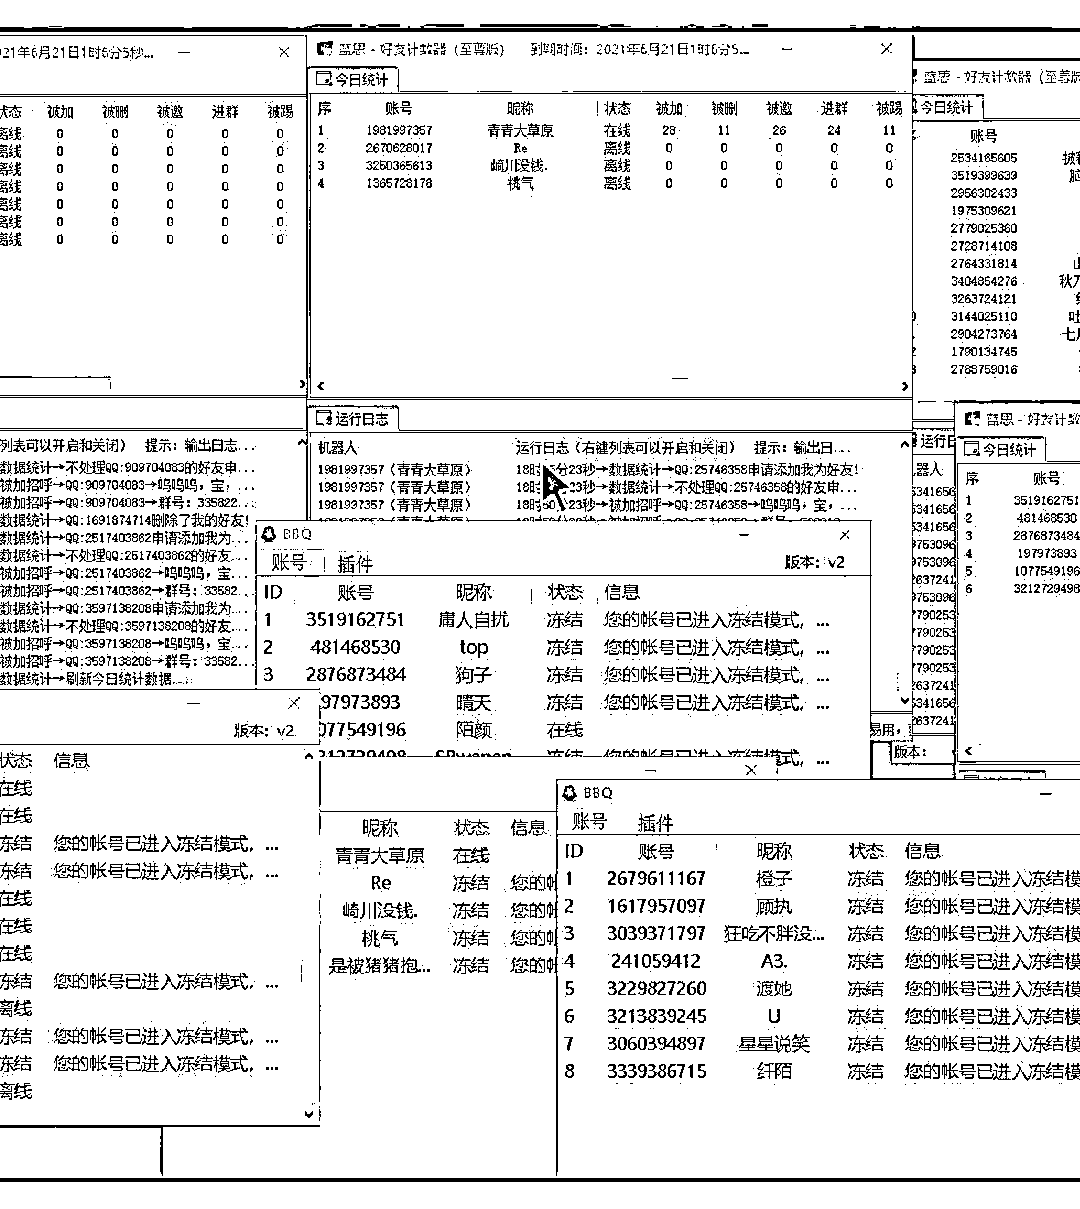 21年6月21日1时6分5秒...
状态 被加 被删 被邀 进群 被踢
离线 0 0 0 0 0
离线 0 0 0 0 0
离线 0 0 0 0 0
离线 0 0 0 0 0
离线 0 0 0 0 0
离线 0 0 0 0 0
离线 0 0 0 0 0
蓝思 - 好友计数器（至尊版） 到期时间：2021年6月21日1时6分5...
今日统计
序 账号 昵称 状态 被加 被删 被邀 进群 被踢
1 1981997357 青青大草原 在线 28 11 26 24 11
2 2670628017 Re 离线 0 0 0 0 0
3 3250365613 崎川没钱. 离线 0 0 0 0 0
4 1365728178 桃气 离线 0 0 0 0 0
蓝思 - 好友计数器（至尊版
今日统计
账号
2534165605
3519399639
2956302433
1975309621
2779025360
2728714108
2764331814
3404854276
3263724121
3144025110
2904273764
1790134745
2788759016
列表可以开启和关闭） 提示：输出日志...
数据统计→不处理QQ:909704083的好友申...
被加招呼→QQ:909704083→呜呜呜，宝，...
被加招呼→QQ:909704083→群号：335822...
数据统计→QQ:1691874714删除了我的好友!
数据统计→QQ:2517403862申请添加我为...
数据统计→不处理QQ:2517403862的好友...
被加招呼→QQ:2517403862→呜呜呜，宝...
被加招呼→QQ:2517403862→群号：33582...
数据统计→QQ:3597138208申请添加我为...
数据统计→不处理QQ:3597138208的好友...
被加招呼→QQ:3597138208→呜呜呜，宝...
被加招呼→QQ:3597138208→群号：33582...
数据统计→刷新今日统计数据...
运行日志
机器人 运行日志（右键列表可以开启和关闭） 提示：输出日...
1981997357（青青大草原） 数据统计→QQ:25746358申请添加我为好友!
1981997357（青青大草原） 23秒→数据统计→不处理QQ:25746358的好友申...
1981997357（青青大草原） 23秒→被加招呼→QQ:25746358→呜呜呜，宝，...
蓝思 - 好友计数
今日统计
序 账号
1 3519162751
2 481468530
3 2876873484
4 197973893
5 1077549196
6 3212729498
BBQ
账号 插件 版本：v2
ID 账号 昵称 状态 信息
1 3519162751 庸人自扰 冻结 您的帐号已进入冻结模式，...
2 481468530 top 冻结 您的帐号已进入冻结模式，...
3 2876873484 狗子 冻结 您的帐号已进入冻结模式，...
97973893 晴天 冻结 您的帐号已进入冻结模式，...
077549196 陌颜 在线
版本：v2
状态 信息
在线
在线
冻结 您的帐号已进入冻结模式，...
冻结 您的帐号已进入冻结模式，...
在线
在线
在线
冻结 您的帐号已进入冻结模式，...
离线
冻结 您的帐号已进入冻结模式，...
冻结 您的帐号已进入冻结模式，...
离线
昵称 状态 信息
青青大草原 在线
Re 冻结 您的帐
崎川没钱. 冻结 您的帐
桃气 冻结 您的帐
是被猪猪抱... 冻结 您的帐
版本：
BBQ
账号 插件
ID 账号 昵称 状态 信息
1 2679611167 橙子 冻结 您的帐号已进入冻结模
2 1617957097 顾执 冻结 您的帐号已进入冻结模
3 3039371797 狂吃不胖没... 冻结 您的帐号已进入冻结模
4 241059412 A3. 冻结 您的帐号已进入冻结模
5 3229827260 渡她 冻结 您的帐号已进入冻结模
6 3213839245 U 冻结 您的帐号已进入冻结模
7 3060394897 星星说笑 冻结 您的帐号已进入冻结模
8 3339386715 纤陌 冻结 您的帐号已进入冻结模